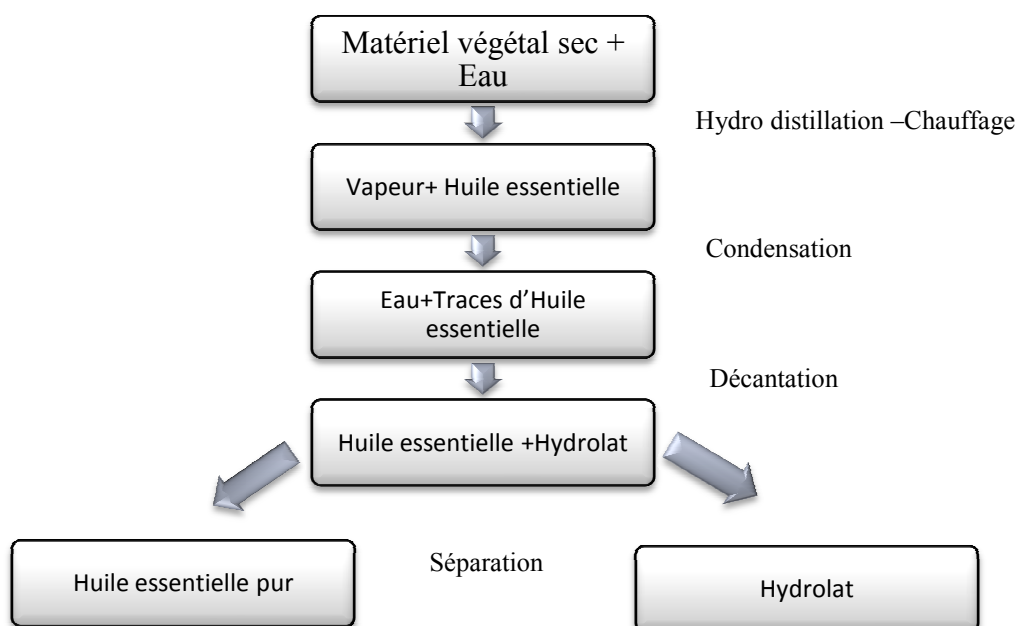 Matériel végétal sec +
Eau
Hydro distillation –Chauffage
Vapeur+ Huile essentielle
Condensation
Eau+Traces d’Huile
essentielle
Décantation
Huile essentielle +Hydrolat
Séparation
Huile essentielle pur
Hydrolat